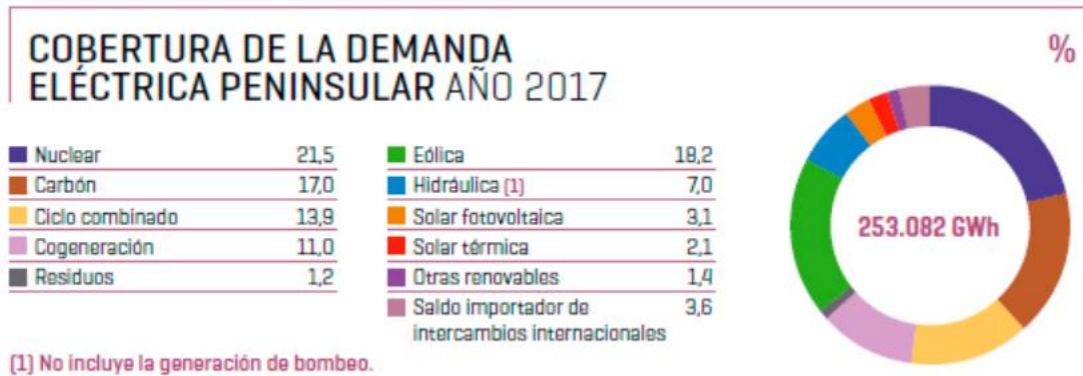 COBERTURA DE LA DEMANDA
ELÉCTRICA PENINSULAR AÑO 2017
%
Nuclear 21,5
Carbón 17,0
Ciclo combinado 13,9
Cogeneración 11,0
Residuos 1,2
Eólica 18,2
Hidráulica (1) 7,0
Solar fotovoltaica 3,1
Solar térmica 2,1
Otras renovables 1,4
Saldo importador de 3,6
intercambios internacionales
253.082 GWh
(1) No incluye la generación de bombeo.